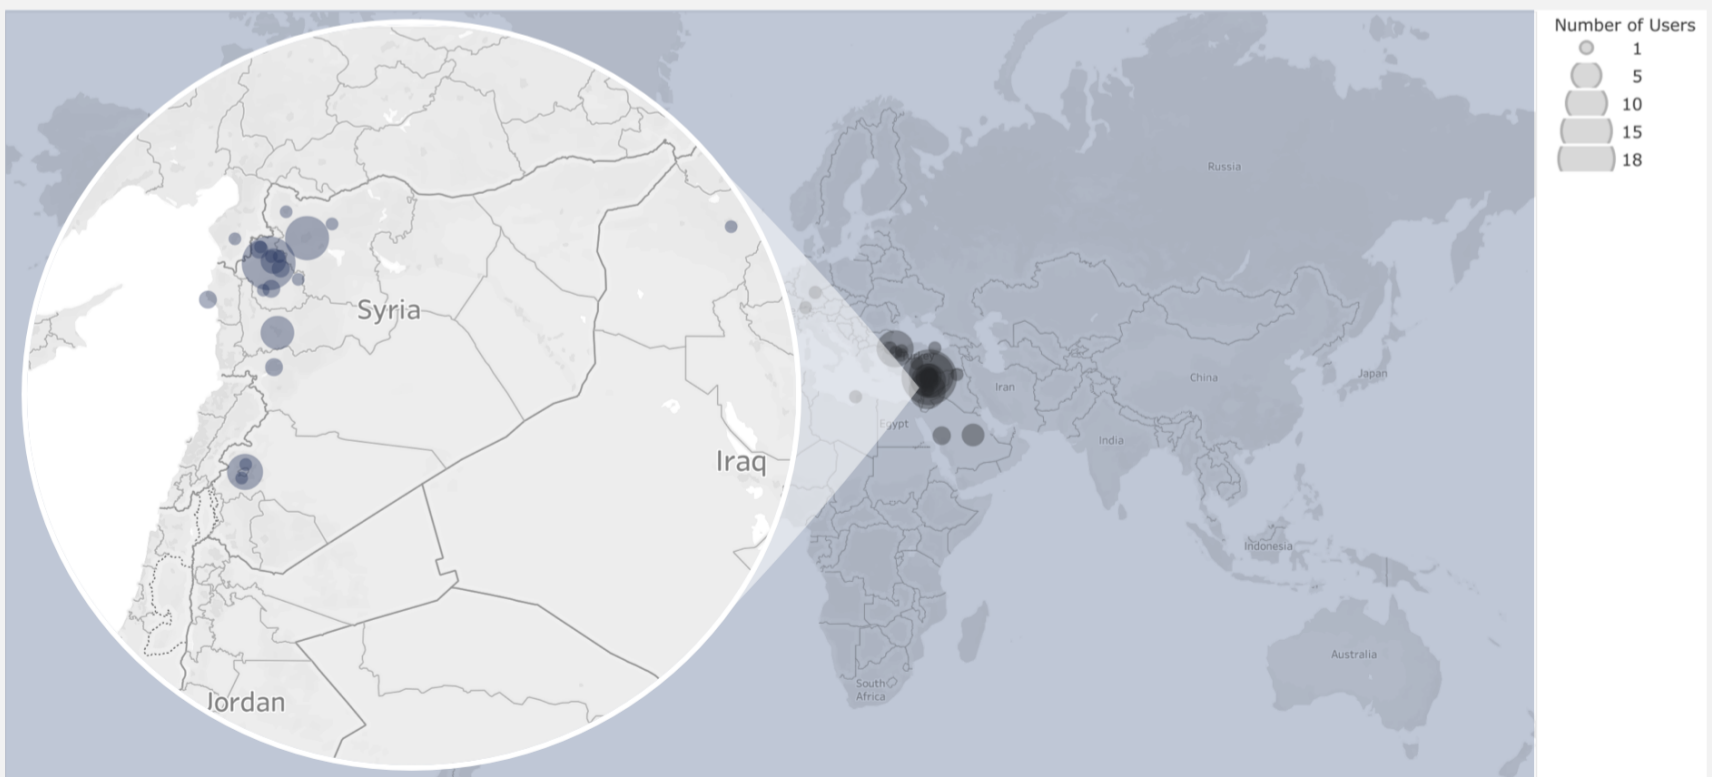 Number of Users
1
5
10
15
18
Russia
Syria
Iraq
Jordan
Iran
China
Japan
Egypt
India
Indonesia
Australia
South
Africa